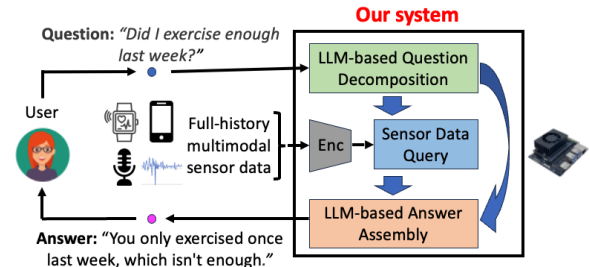 Our system
Question: “Did I exercise enough
last week?”
LLM-based Question
Decomposition
User
Full-history
multimodal
sensor data
Enc
Sensor Data
Query
LLM-based Answer
Assembly
Answer: “You only exercised once
last week, which isn't enough.”